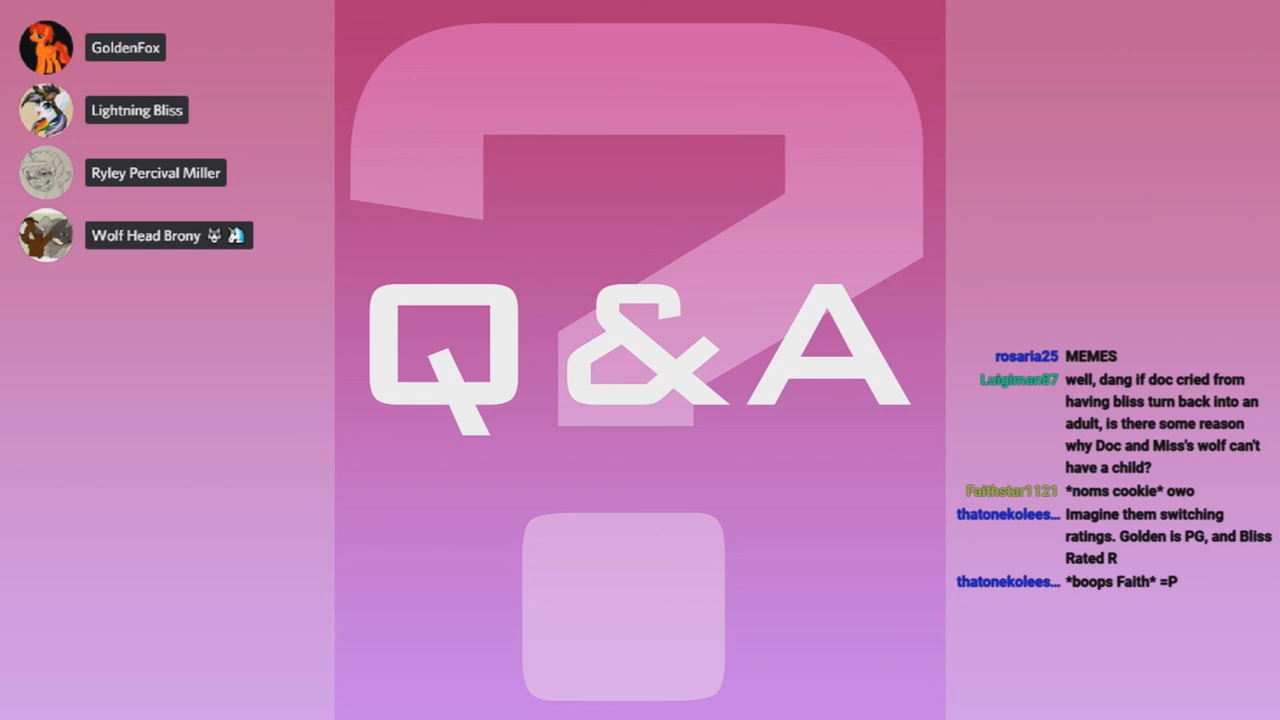 GoldenFox
Lightning Bliss
Ryley Percival Miller
Wolf Head Brony 🐺 🦄
Q & A
rosaria25 MEMES
Luigiman87 well, dang if doc cried from
having bliss turn back into an
adult, is there some reason
why Doc and Miss's wolf can't
have a child?
Faithstar1121 *noms cookie* owo
thatonekolees... Imagine them switching
ratings. Golden is PG, and Bliss
Rated R
thatonekolees... *boops Faith* =P